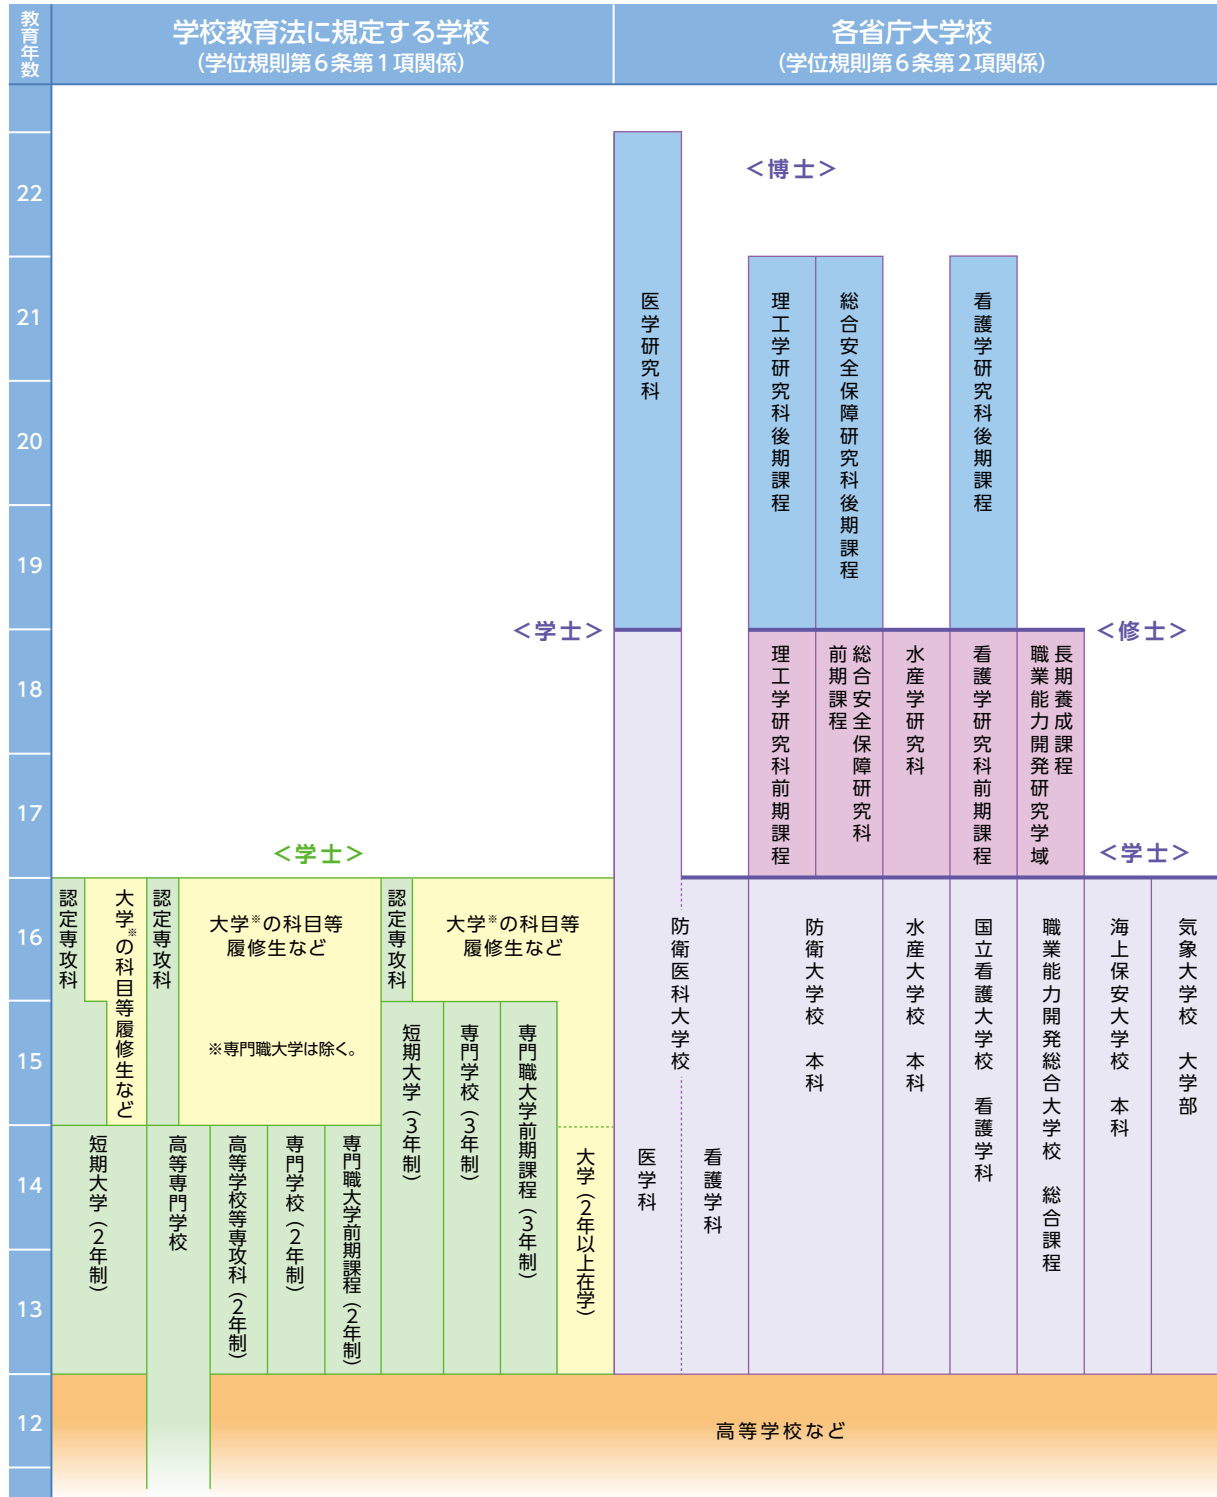 教育年数
学校教育法に規定する学校
（学位規則第６条第１項関係）
各省庁大学校
（学位規則第６条第２項関係）
22
21
20
19
18
17
16
15
14
13
12
＜博士＞
医学研究科
理工学研究科後期課程
総合安全保障研究科後期課程
看護学研究科後期課程
＜学士＞
＜修士＞
理工学研究科前期課程
総合安全保障研究科
前期課程
水産学研究科
看護学研究科前期課程
長期養成課程
職業能力開発研究学域
＜学士＞
＜学士＞
認定専攻科
大学※の科目等履修生など
認定専攻科
大学※の科目等
履修生など
※専門職大学は除く。
認定専攻科
大学※の科目等
履修生など
短期大学（２年制）
高等専門学校
高等学校等専攻科（２年制）
専門学校（２年制）
専門職大学前期課程（２年制）
短期大学（３年制）
専門学校（３年制）
専門職大学前期課程（３年制）
大学（２年以上在学）
防衛医科大学校
医学科
看護学科
防衛大学校　本科
水産大学校　本科
国立看護大学校　看護学科
職業能力開発総合大学校　総合課程
海上保安大学校　本科
気象大学校　大学部
高等学校など